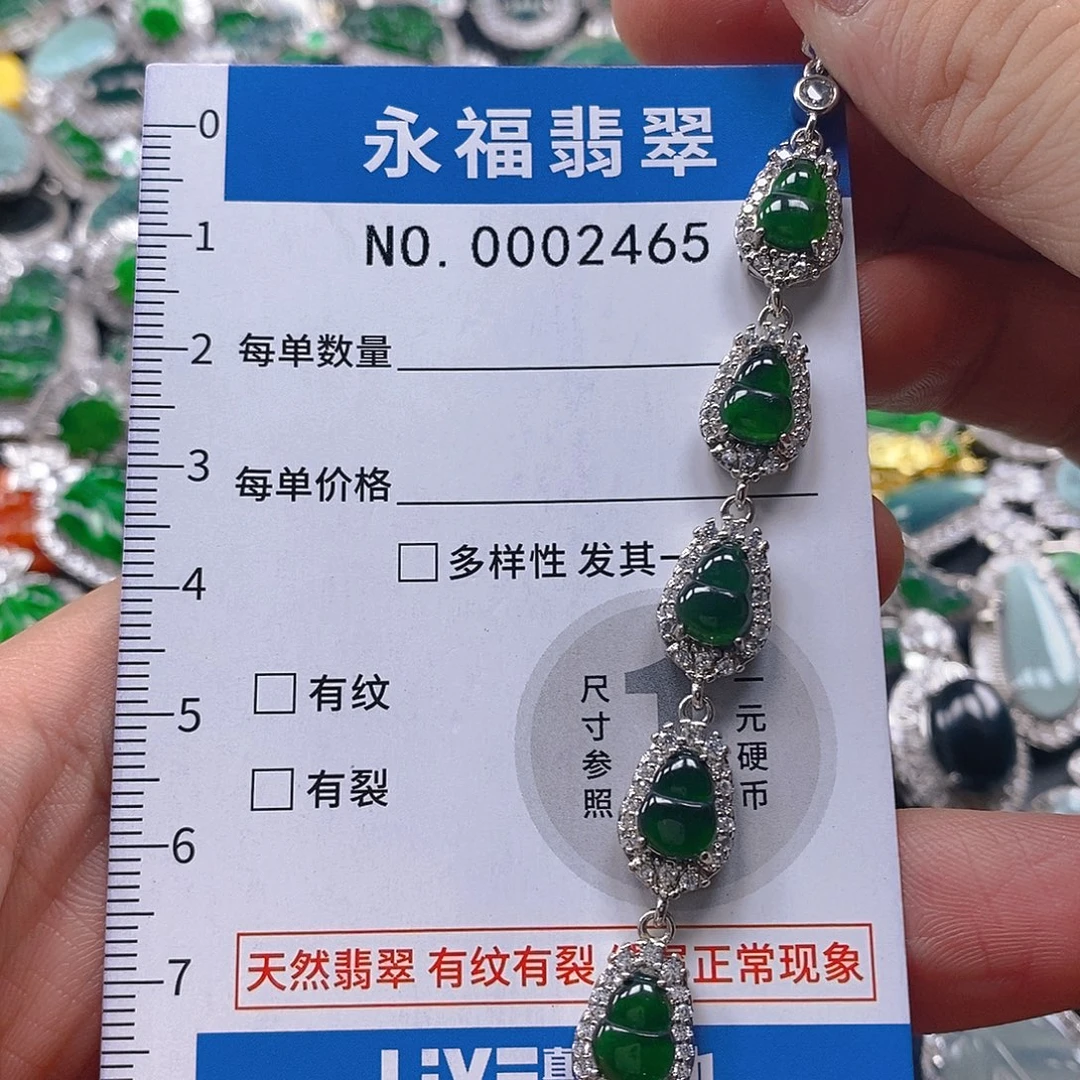 0
永福翡翠
1
NO. 0002465
2
每单数量
3
每单价格
4
多样性 发其一
5
有纹
尺寸参照
一元硬币
有裂
6
7
天然翡翠 有纹有裂 正常现象
LIVE